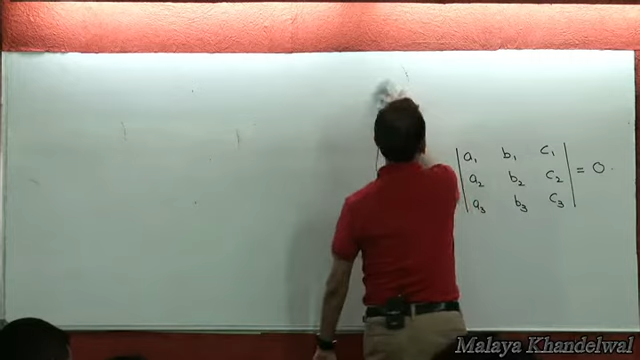 a₁ b₁ c₁
a₂ b₂ c₂ = 0
a₃ b₃ c₃
Malaya Khandelwal